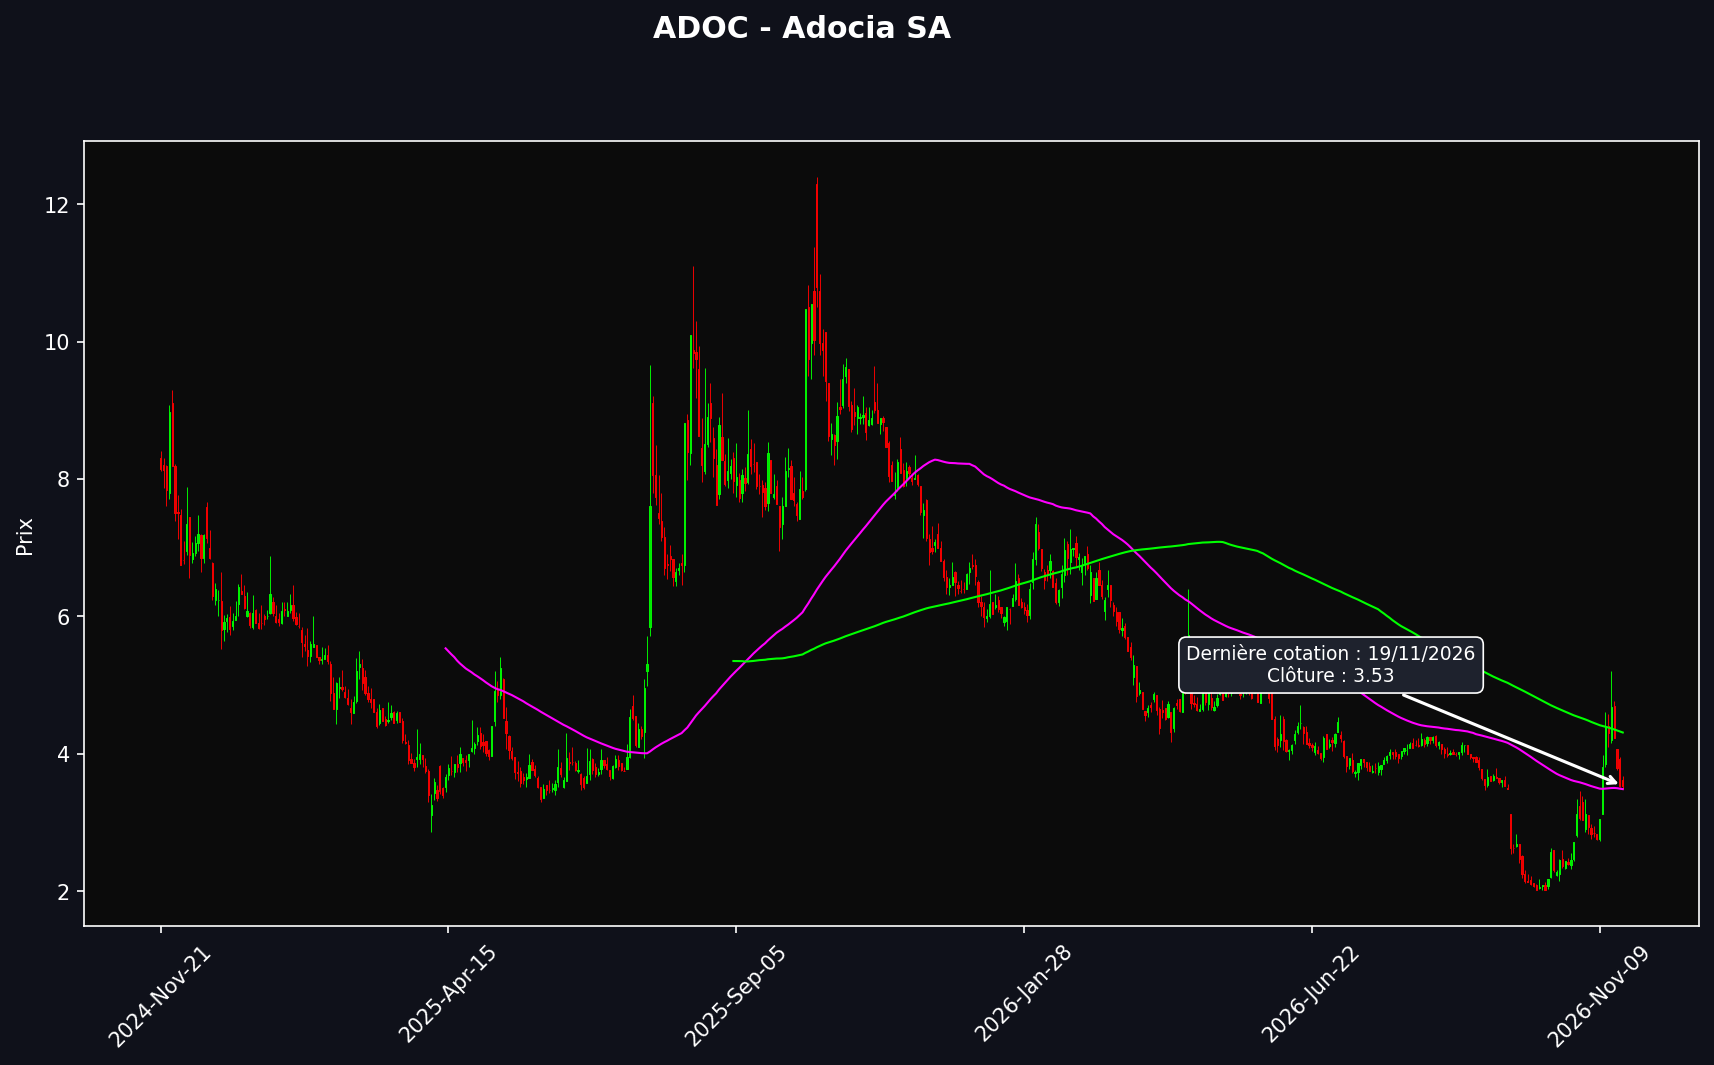 ADOC - Adocia SA
Prix
12
10
8
6
4
2
Dernière cotation : 19/11/2026
Clôture : 3.53
2024-Nov-21
2025-Apr-15
2025-Sep-05
2026-Jan-28
2026-Jun-22
2026-Nov-09